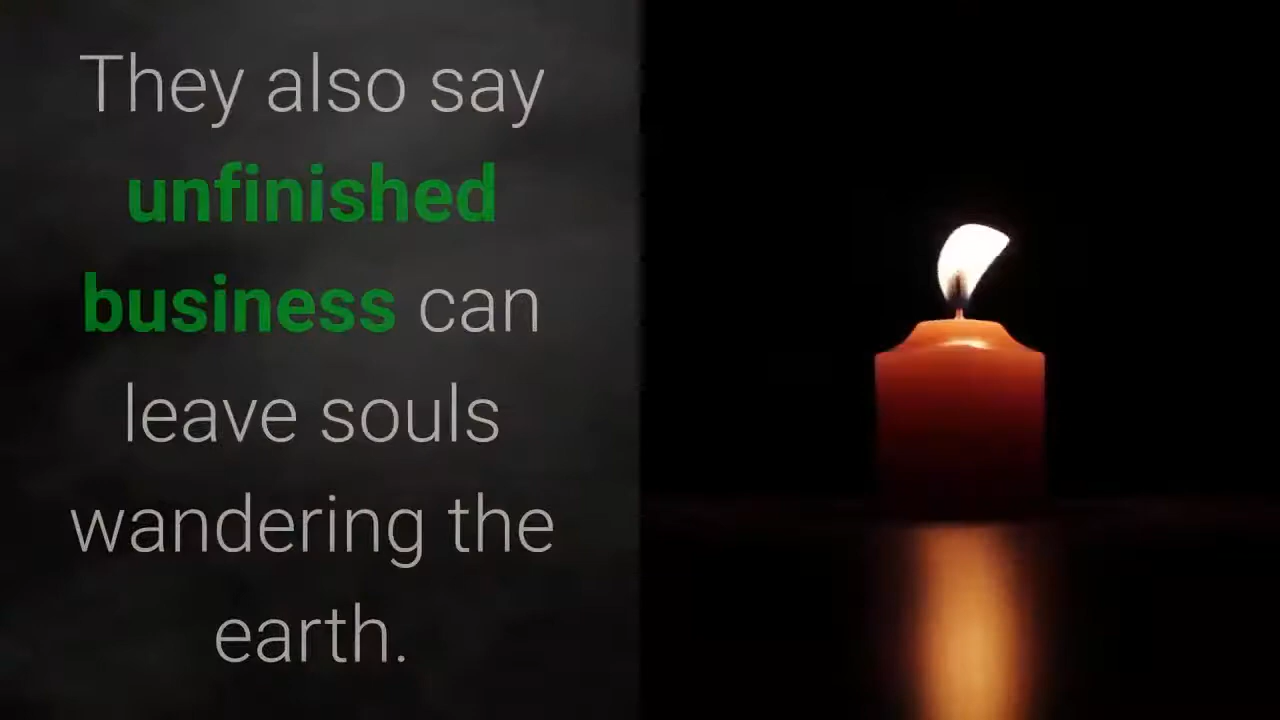 They also say
unfinished
business can
leave souls
wandering the
earth.